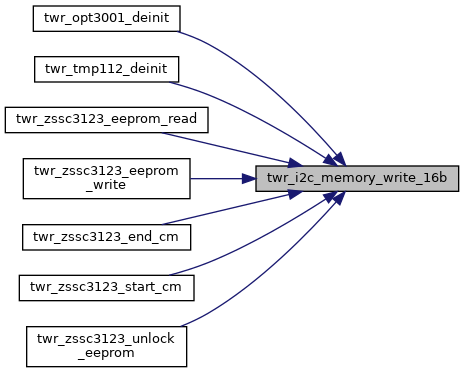 twr_opt3001_deinit
twr_tmp112_deinit
twr_zssc3123_eeprom_read
twr_zssc3123_eeprom
_write
twr_i2c_memory_write_16b
twr_zssc3123_end_cm
twr_zssc3123_start_cm
twr_zssc3123_unlock
_eeprom